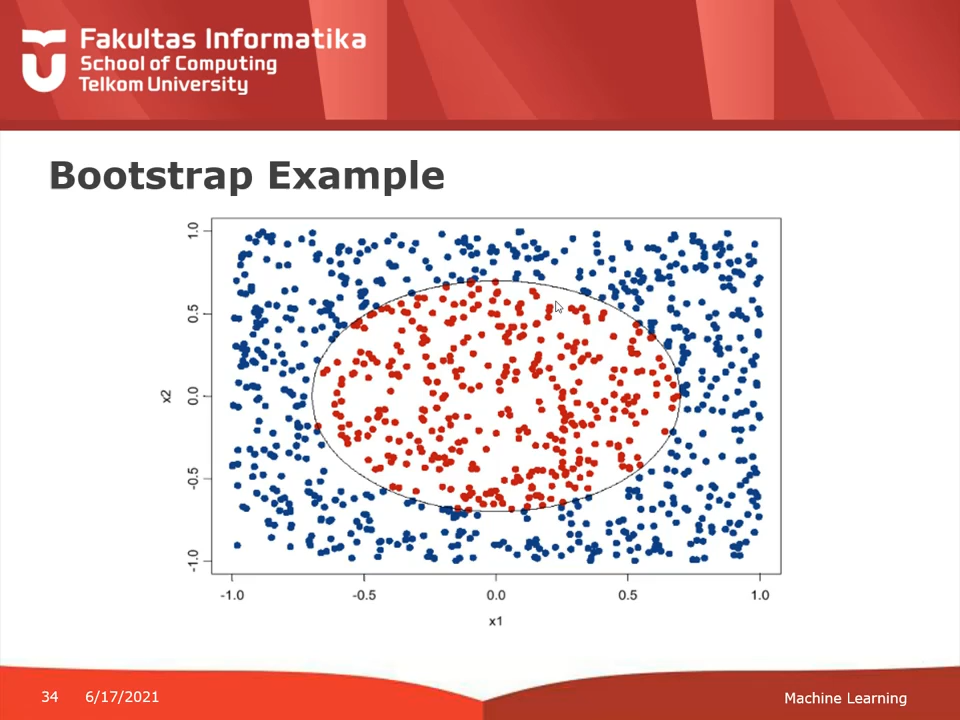 Fakultas Informatika
School of Computing
Telkom University
Bootstrap Example
1.0
0.5
0.0
-0.5
-1.0
x2
-1.0 -0.5 0.0 0.5 1.0
x1
34 6/17/2021 Machine Learning